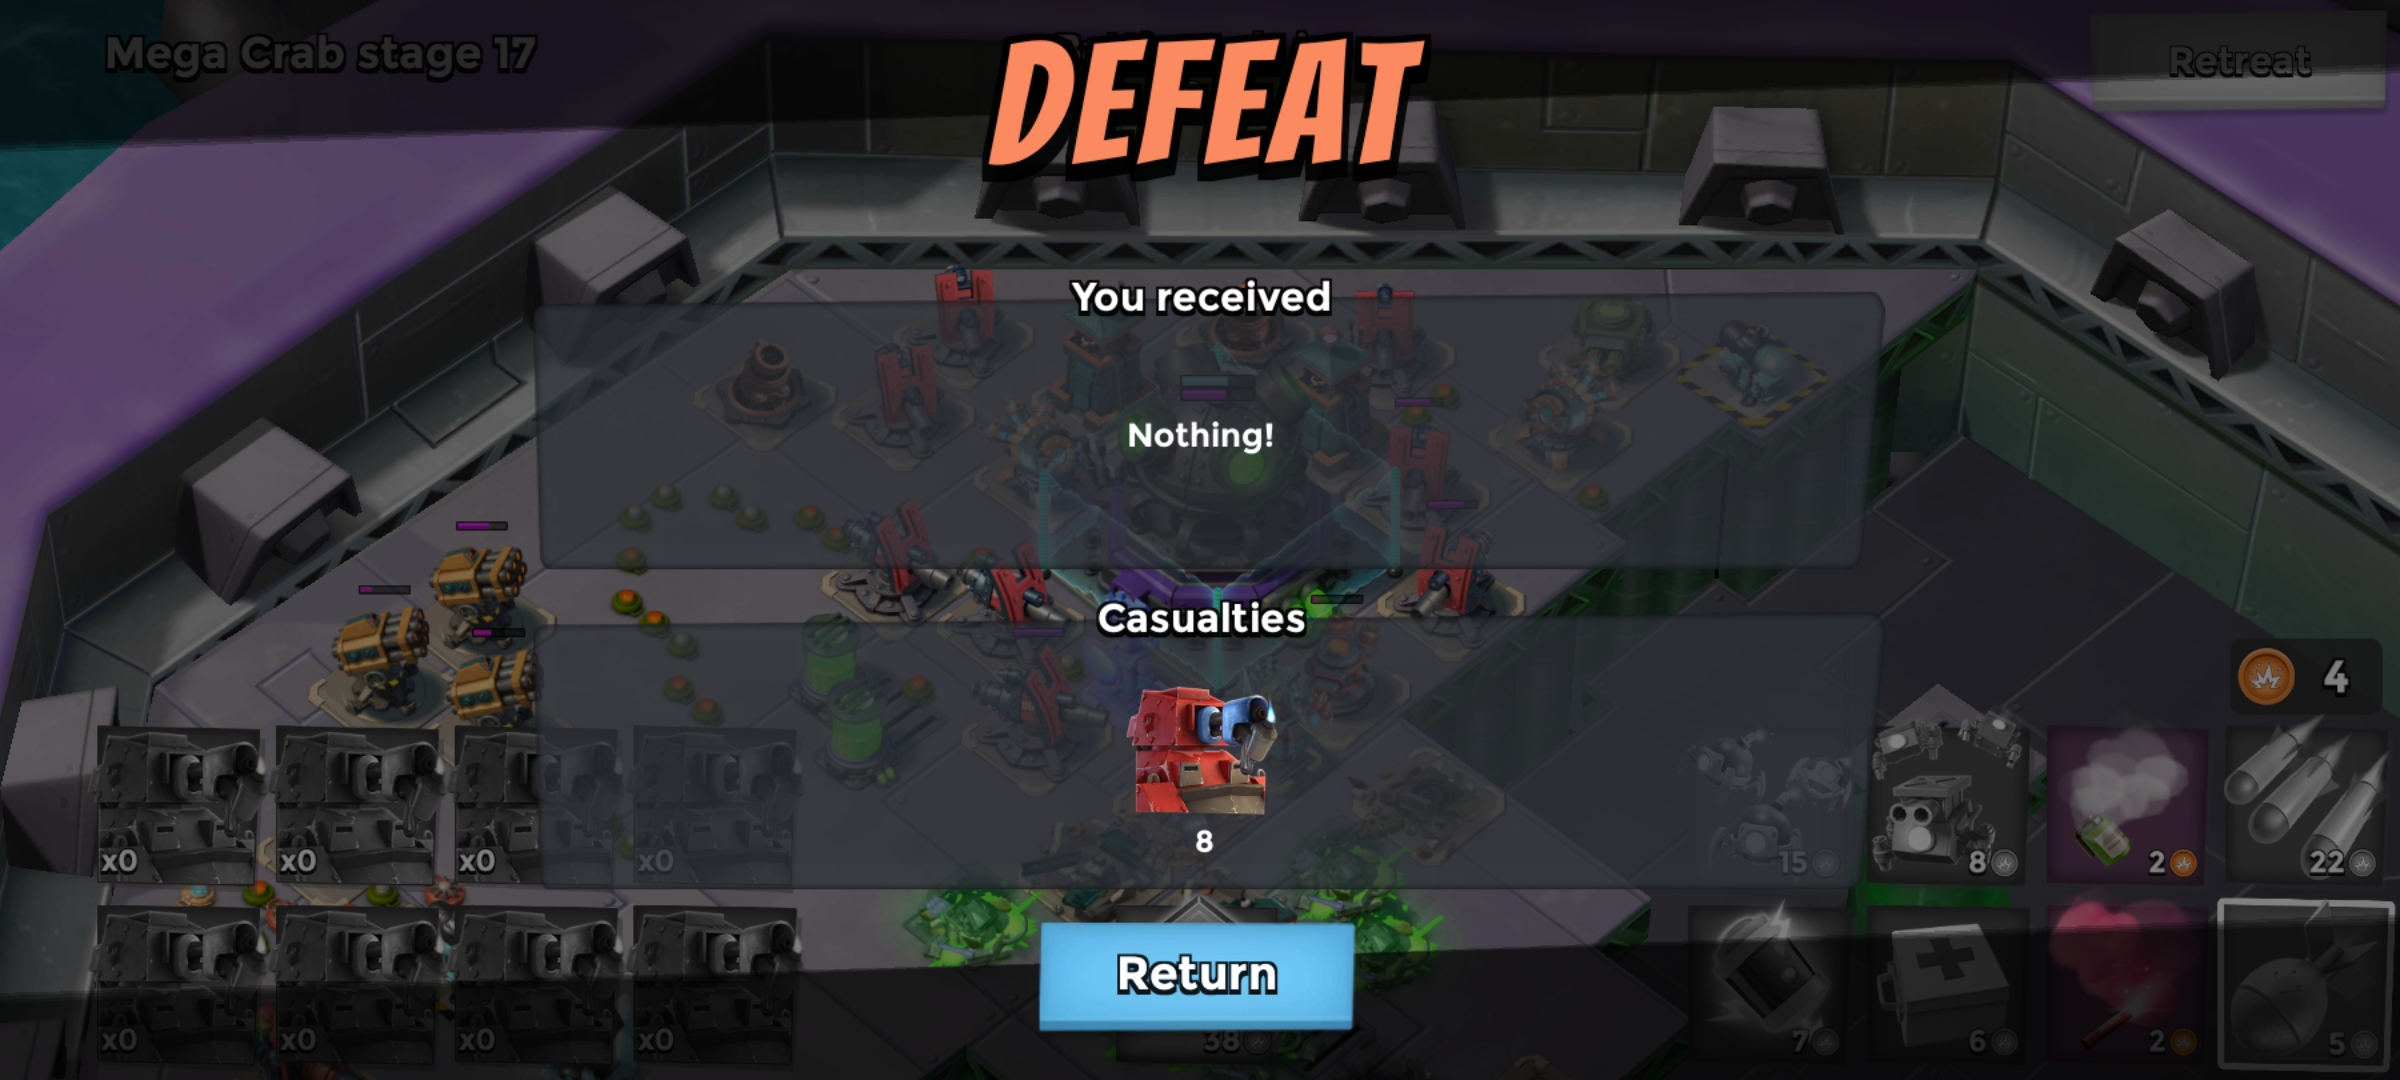 Mega Crab stage 17
DEFEAT
Retreat
You received
Nothing!
Casualties
8
4
x0
x0
x0
x0
15
8
2
22
x0
x0
x0
x0
Return
38
7
6
2
5